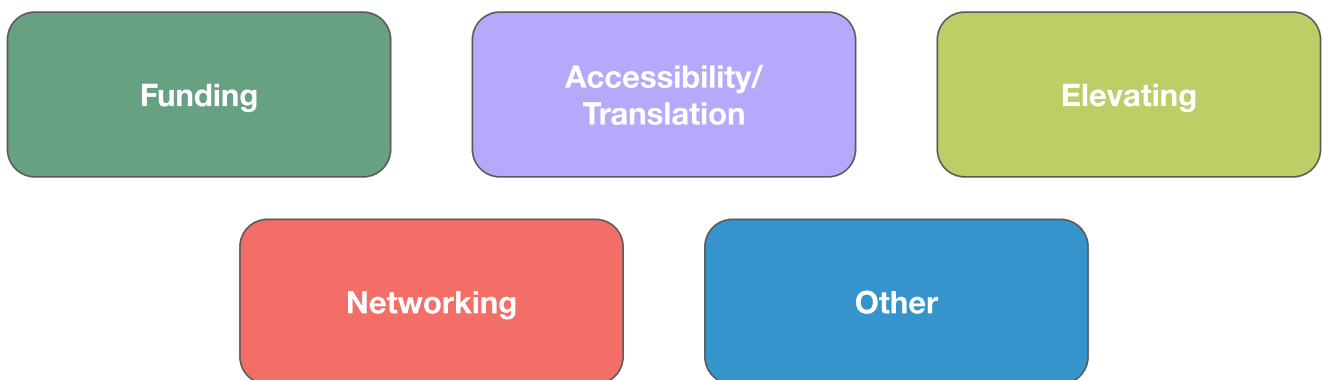 Funding
Accessibility/
Translation
Elevating
Networking
Other